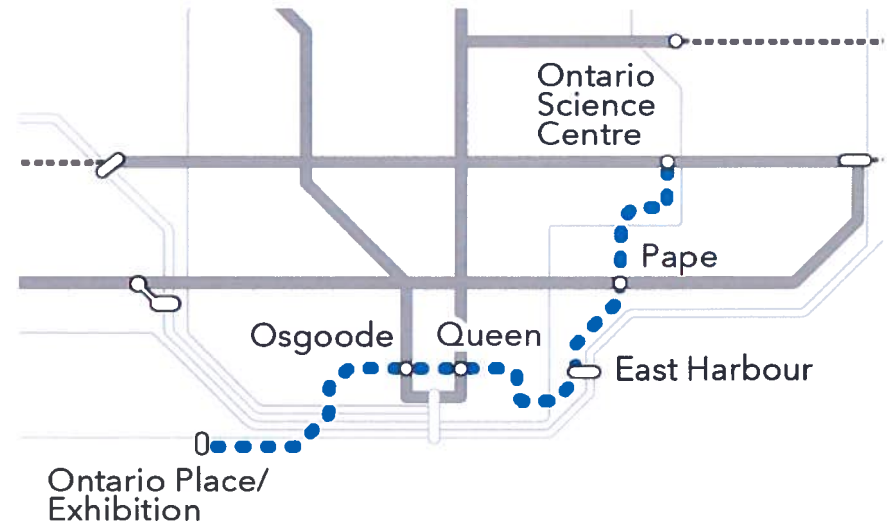 Ontario
Science
Centre
Pape
Osgoode
Queen
East Harbour
Ontario Place/
Exhibition